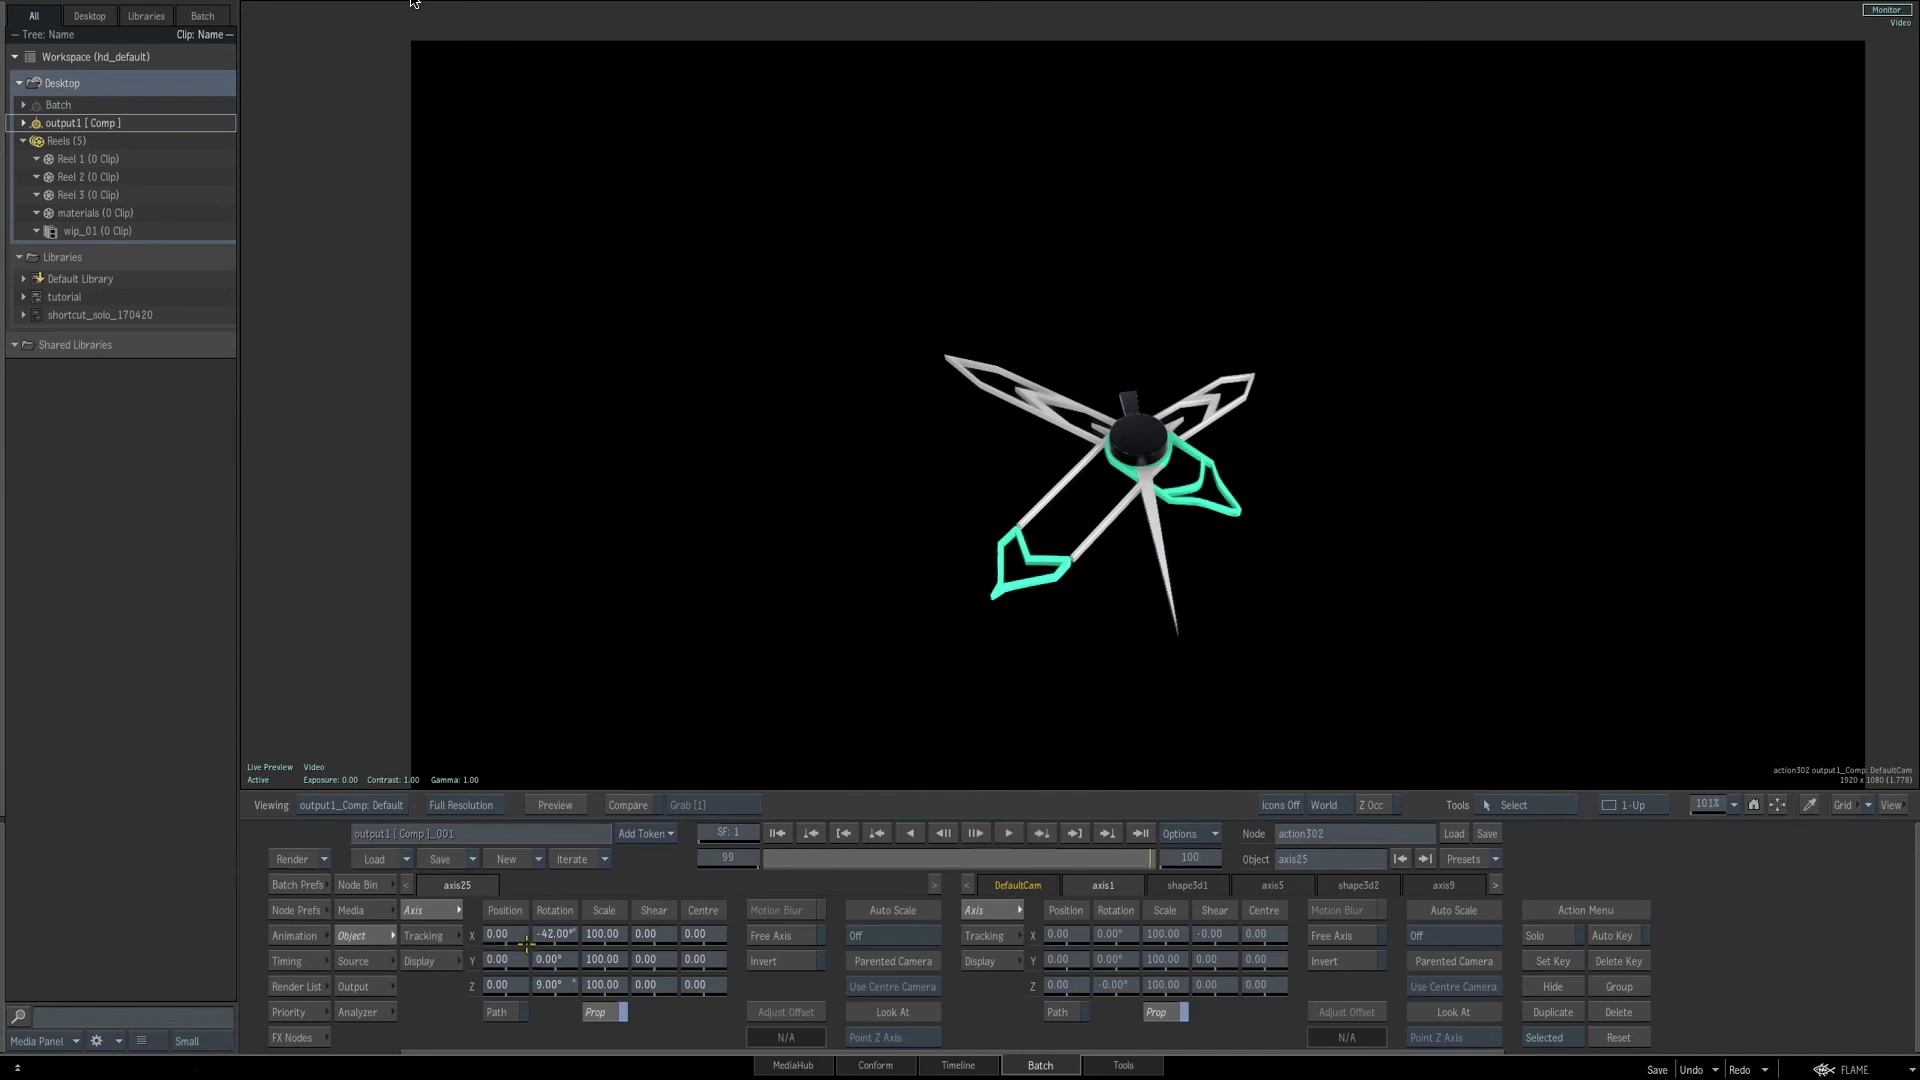 All Desktop Libraries Batch
Tree: Name Clip: Name
Workspace (hd_default)
Desktop
Batch
output1 [ Comp ]
Reels (5)
Reel 1 (0 Clip)
Reel 2 (0 Clip)
Reel 3 (0 Clip)
materials (0 Clip)
wip_01 (0 Clip)
Libraries
Default Library
tutorial
shortcut_solo_170420
Shared Libraries
Monitor
Video
Live Preview Video
Active Exposure: 0.00 Contrast: 1.00 Gamma: 1.00
action302 output1_Comp: DefaultCam
1920 x 1080 (1.778)
Viewing output1_Comp: Default Full Resolution Preview Compare Grab [1] Icons Off World Z Occ Tools Select 1-Up 101% Grid View
output1 [ Comp ]_001 Add Token SF: 1 Options Node action302 Load Save
Render Load Save New Iterate 99 100 Object axis25 Presets
Batch Prefs Node Bin < axis25 > < DefaultCam axis1 shape3d1 axis5 shape3d2 axis9 >
Node Prefs Media Axis Position Rotation Scale Shear Centre Motion Blur Auto Scale Axis Position Rotation Scale Shear Centre Motion Blur Auto Scale Action Menu
Animation Object Tracking X 0.00 -42.00° 100.00 0.00 0.00 Free Axis Off Tracking X 0.00 0.00° 100.00 -0.00 0.00 Free Axis Off Solo Auto Key
Timing Source Display Y 0.00 0.00° 100.00 0.00 0.00 Invert Parented Camera Display Y 0.00 0.00° 100.00 0.00 0.00 Invert Parented Camera Set Key Delete Key
Render List Output Z 0.00 9.00° 100.00 0.00 0.00 Use Centre Camera Z 0.00 -0.00° 100.00 0.00 0.00 Use Centre Camera Hide Group
Priority Analyzer Path Prop Adjust Offset Look At Path Prop Adjust Offset Look At Duplicate Delete
FX Nodes N/A Point Z Axis N/A Point Z Axis Selected Reset
Media Panel Small
MediaHub Conform Timeline Batch Tools
Save Undo Redo FLAME